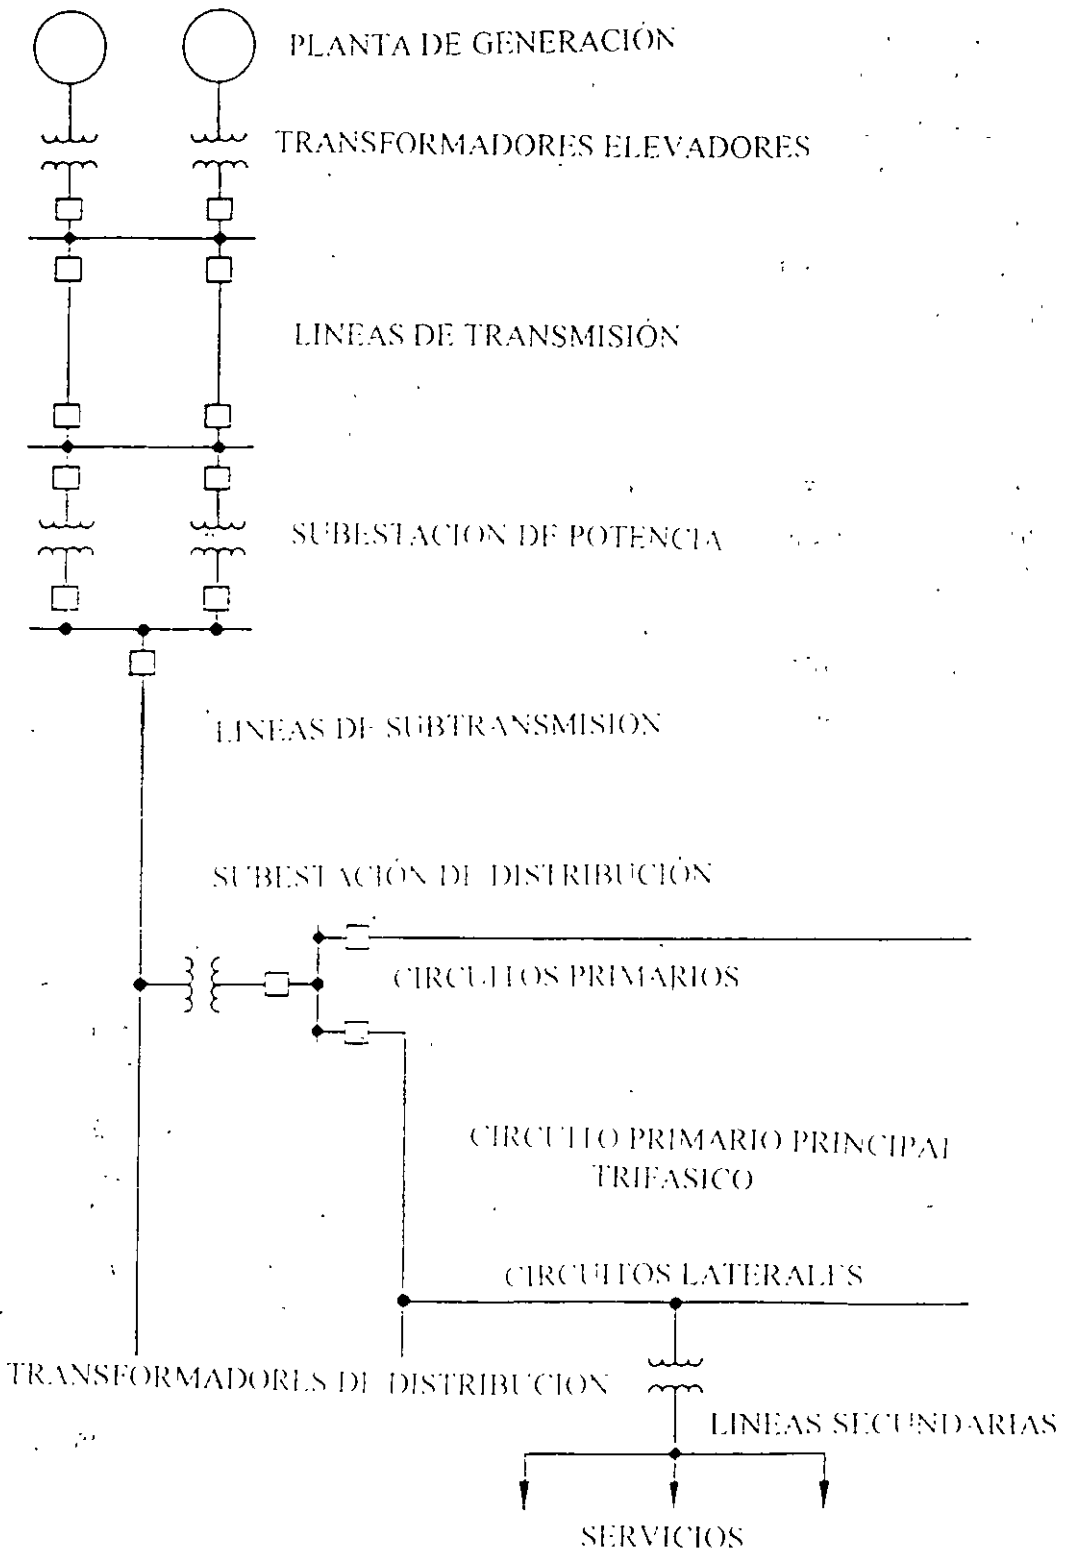 PLANTA DE GENERACIÓN
TRANSFORMADORES ELEVADORES
LINEAS DE TRANSMISIÓN
SUBESTACION DE POTENCIA
LINEAS DE SUBTRANSMISION
SUBESTACIÓN DE DISTRIBUCIÓN
CIRCUITOS PRIMARIOS
CIRCUITO PRIMARIO PRINCIPAL
TRIFASICO
CIRCUITOS LATERALES
TRANSFORMADORES DE DISTRIBUCION
LINEAS SECUNDARIAS
SERVICIOS